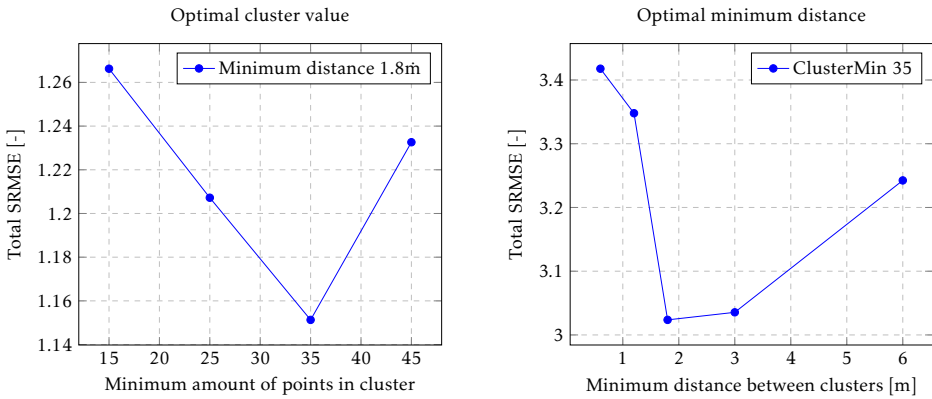 Optimal cluster value
1.26
1.24
1.22
1.2
1.18
1.16
1.14
Total SRMSE [-]
Minimum distance 1.8ṁ
15 20 25 30 35 40 45
Minimum amount of points in cluster
Optimal minimum distance
3.4
3.3
3.2
3.1
3
Total SRMSE [-]
ClusterMin 35
1 2 3 4 5 6
Minimum distance between clusters [m]